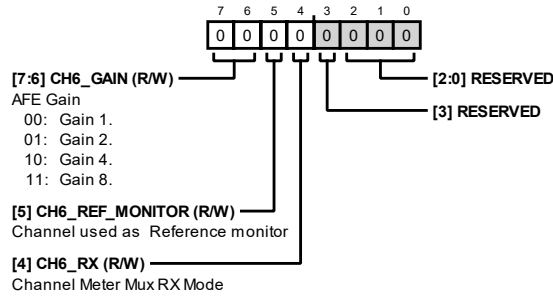 7 6 5 4 3 2 1 0
0 0 0 0 0 0 0 0
[7:6] CH6_GAIN (R/W)
AFE Gain
00: Gain 1.
01: Gain 2.
10: Gain 4.
11: Gain 8.
[5] CH6_REF_MONITOR (R/W)
Channel used as Reference monitor
[4] CH6_RX (R/W)
Channel Meter Mux RX Mode
[2:0] RESERVED
[3] RESERVED